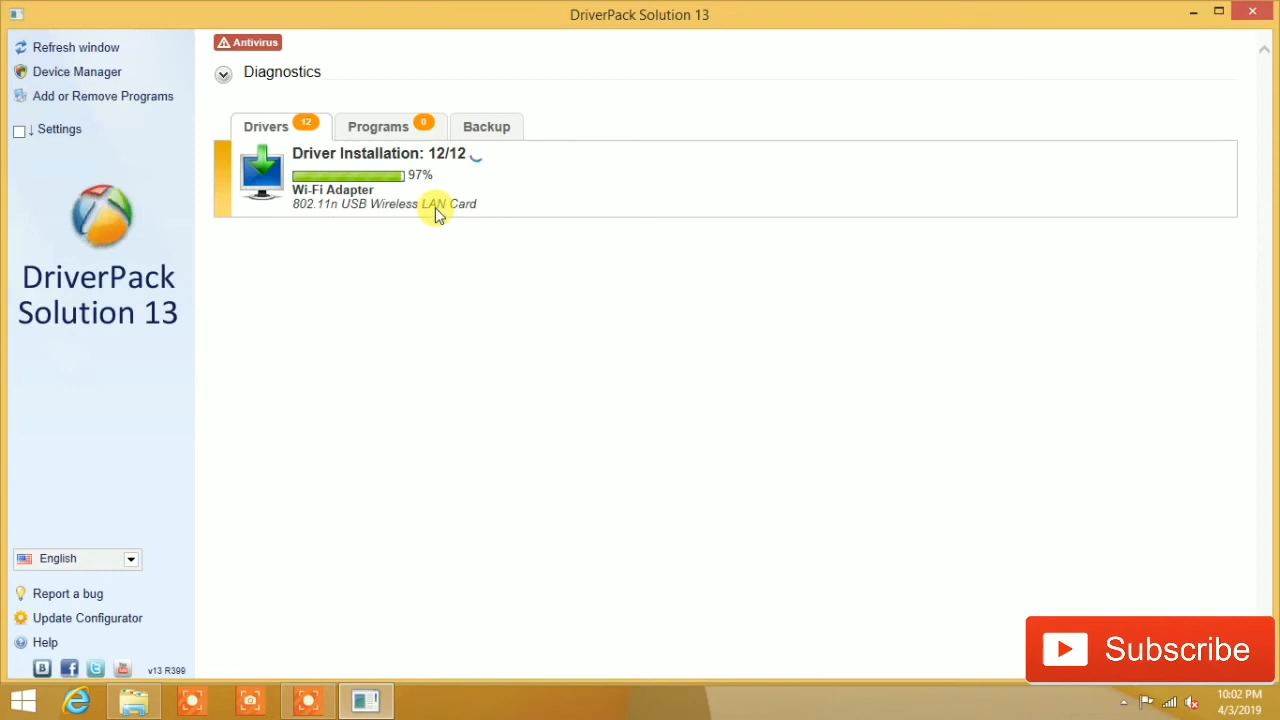 DriverPack Solution 13
Refresh window
Device Manager
Add or Remove Programs
↓ Settings
DriverPack
Solution 13
English
Report a bug
Update Configurator
Help
B
v13 R399
Antivirus
Diagnostics
Drivers 12
Programs 0
Backup
Driver Installation: 12/12
97%
Wi-Fi Adapter
802.11n USB Wireless LAN Card
Subscribe
10:02 PM
4/3/2019